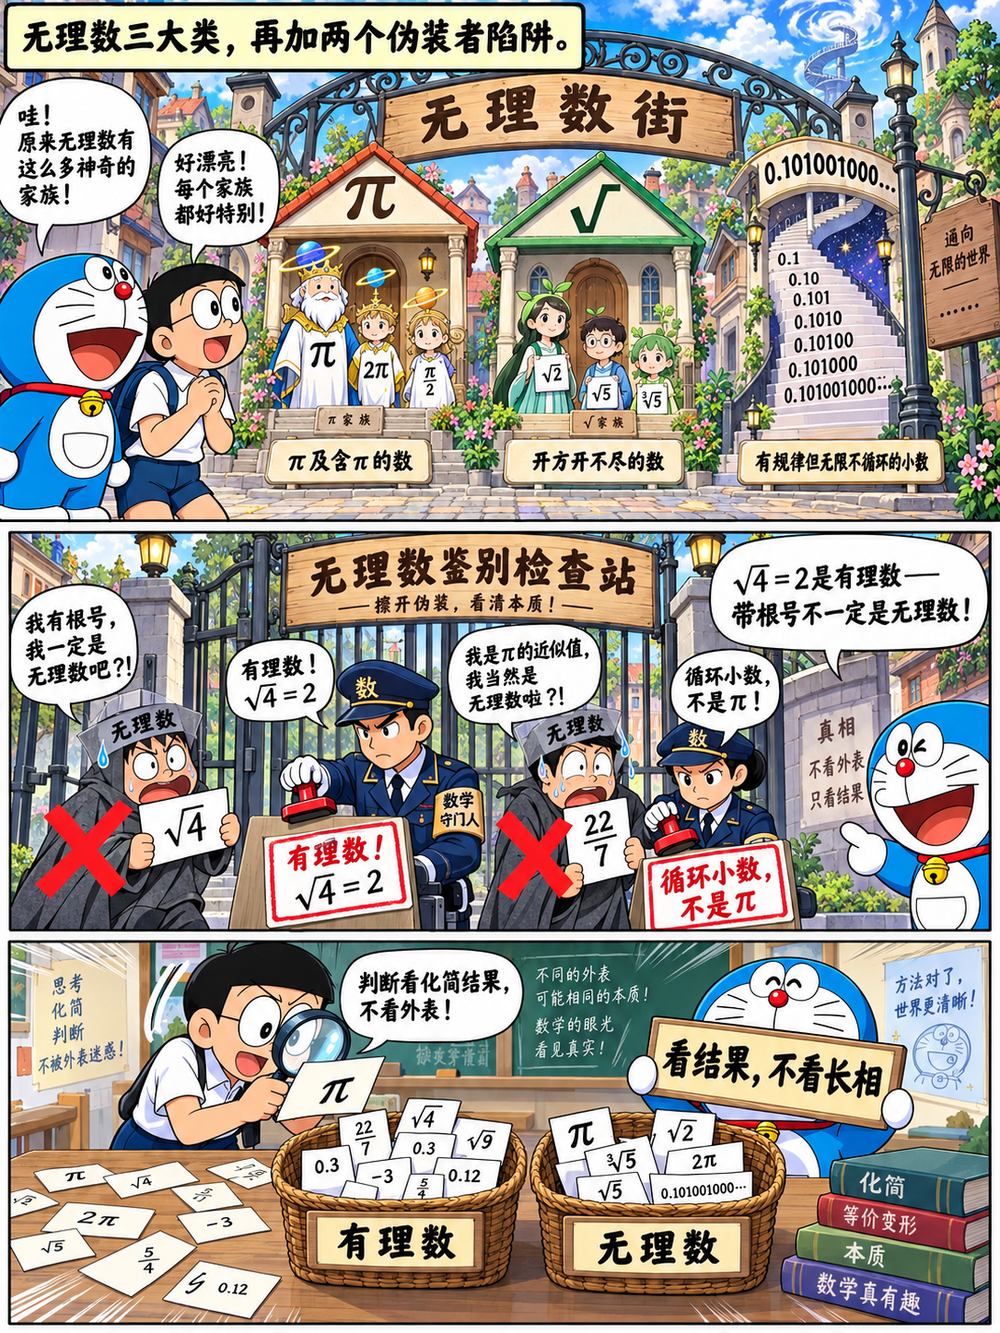 无理数三大类，再加两个伪装者陷阱。
哇！
原来无理数有
这么多神奇的
家族！
好漂亮！
每个家族
都好特别！
无理数街
π
√
0.101001000...
0.1
0.10
0.101
0.1010
0.10100
0.101000
0.101001000...
通向
无限的世界
——
......
π
2π
π/2
√2
√5
∛5
π家族
√家族
π及含π的数
开方开不尽的数
有规律但无限不循环的小数
无理数鉴别检查站
——擦开伪装，看清本质！——
我有根号，
我一定是
无理数吧?!
有理数！
√4=2
我是π的近似值，
我当然是
无理数啦?!
循环小数，
不是π！
√4=2是有理数——
带根号不一定是无理数！
无理数
√4
数
数学
守门人
有理数！
√4=2
无理数
22/7
数
循环小数，
不是π
真相
不看外表
只看结果
思考
化简
判断
不被外表迷惑！
判断看化简结果，
不看外表！
不同的外表
可能相同的本质！
数学的眼光
看见真实！
方法对了，
世界更清晰！
看结果，不看长相
π
22/7
√4
√9
0.3
0.3
-3
5/4
0.12
有理数
π
√2
∛5
2π
√5
0.101001000...
无理数
π
√4
2π
-3
√5
5/4
0.12
化简
等价变形
本质
数学真有趣